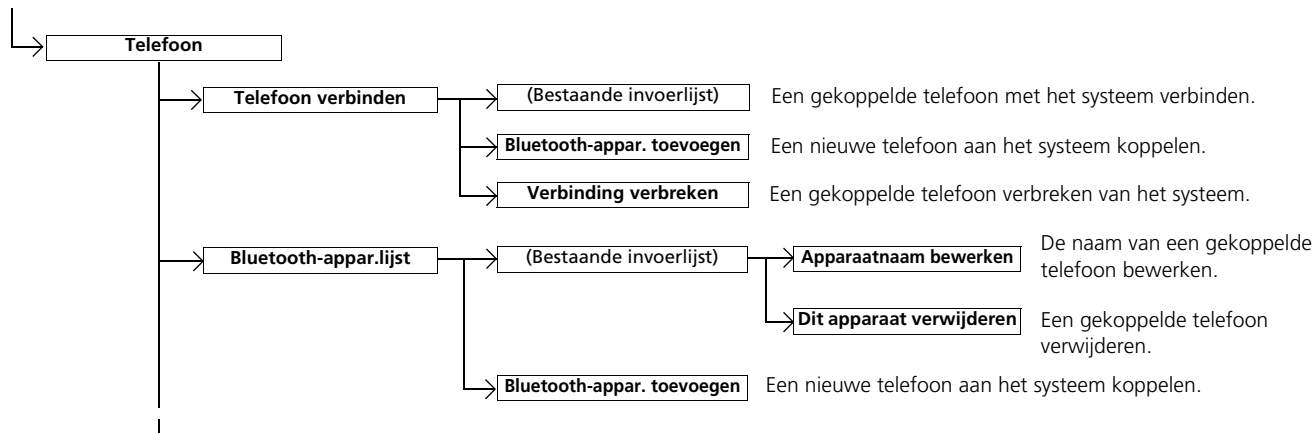 Telefoon
Telefoon verbinden
(Bestaande invoerlijst)
Een gekoppelde telefoon met het systeem verbinden.
Bluetooth-appar. toevoegen
Een nieuwe telefoon aan het systeem koppelen.
Verbinding verbreken
Een gekoppelde telefoon verbreken van het systeem.
Bluetooth-appar.lijst
(Bestaande invoerlijst)
Apparaatnaam bewerken
De naam van een gekoppelde
telefoon bewerken.
Dit apparaat verwijderen
Een gekoppelde telefoon
verwijderen.
Bluetooth-appar. toevoegen
Een nieuwe telefoon aan het systeem koppelen.